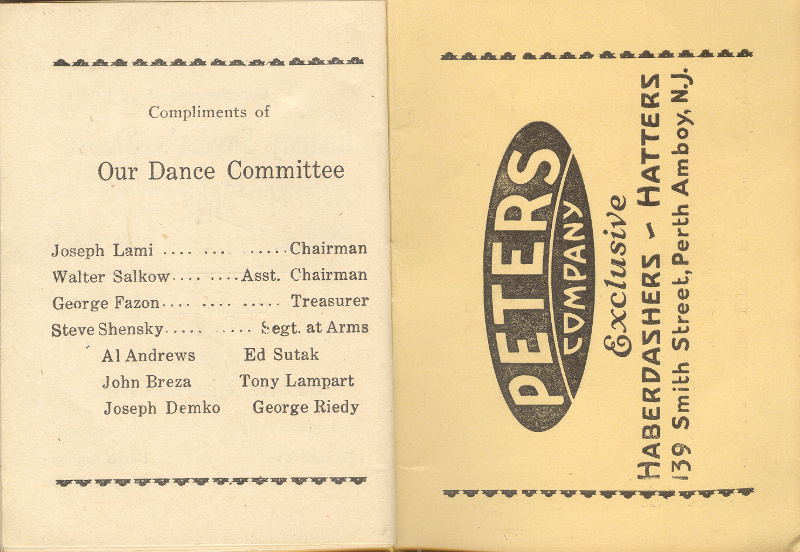 Compliments of
Our Dance Committee
Joseph Lami .... ... ..... Chairman
Walter Salkow.... ..... Asst. Chairman
George Fazon.... .... ..... Treasurer
Steve Shensky..... ..... Segt. at Arms
Al Andrews Ed Sutak
John Breza Tony Lampart
Joseph Demko George Riedy
PETERS
COMPANY
Exclusive
HABERDASHERS ~ HATTERS
139 Smith Street, Perth Amboy, N.J.